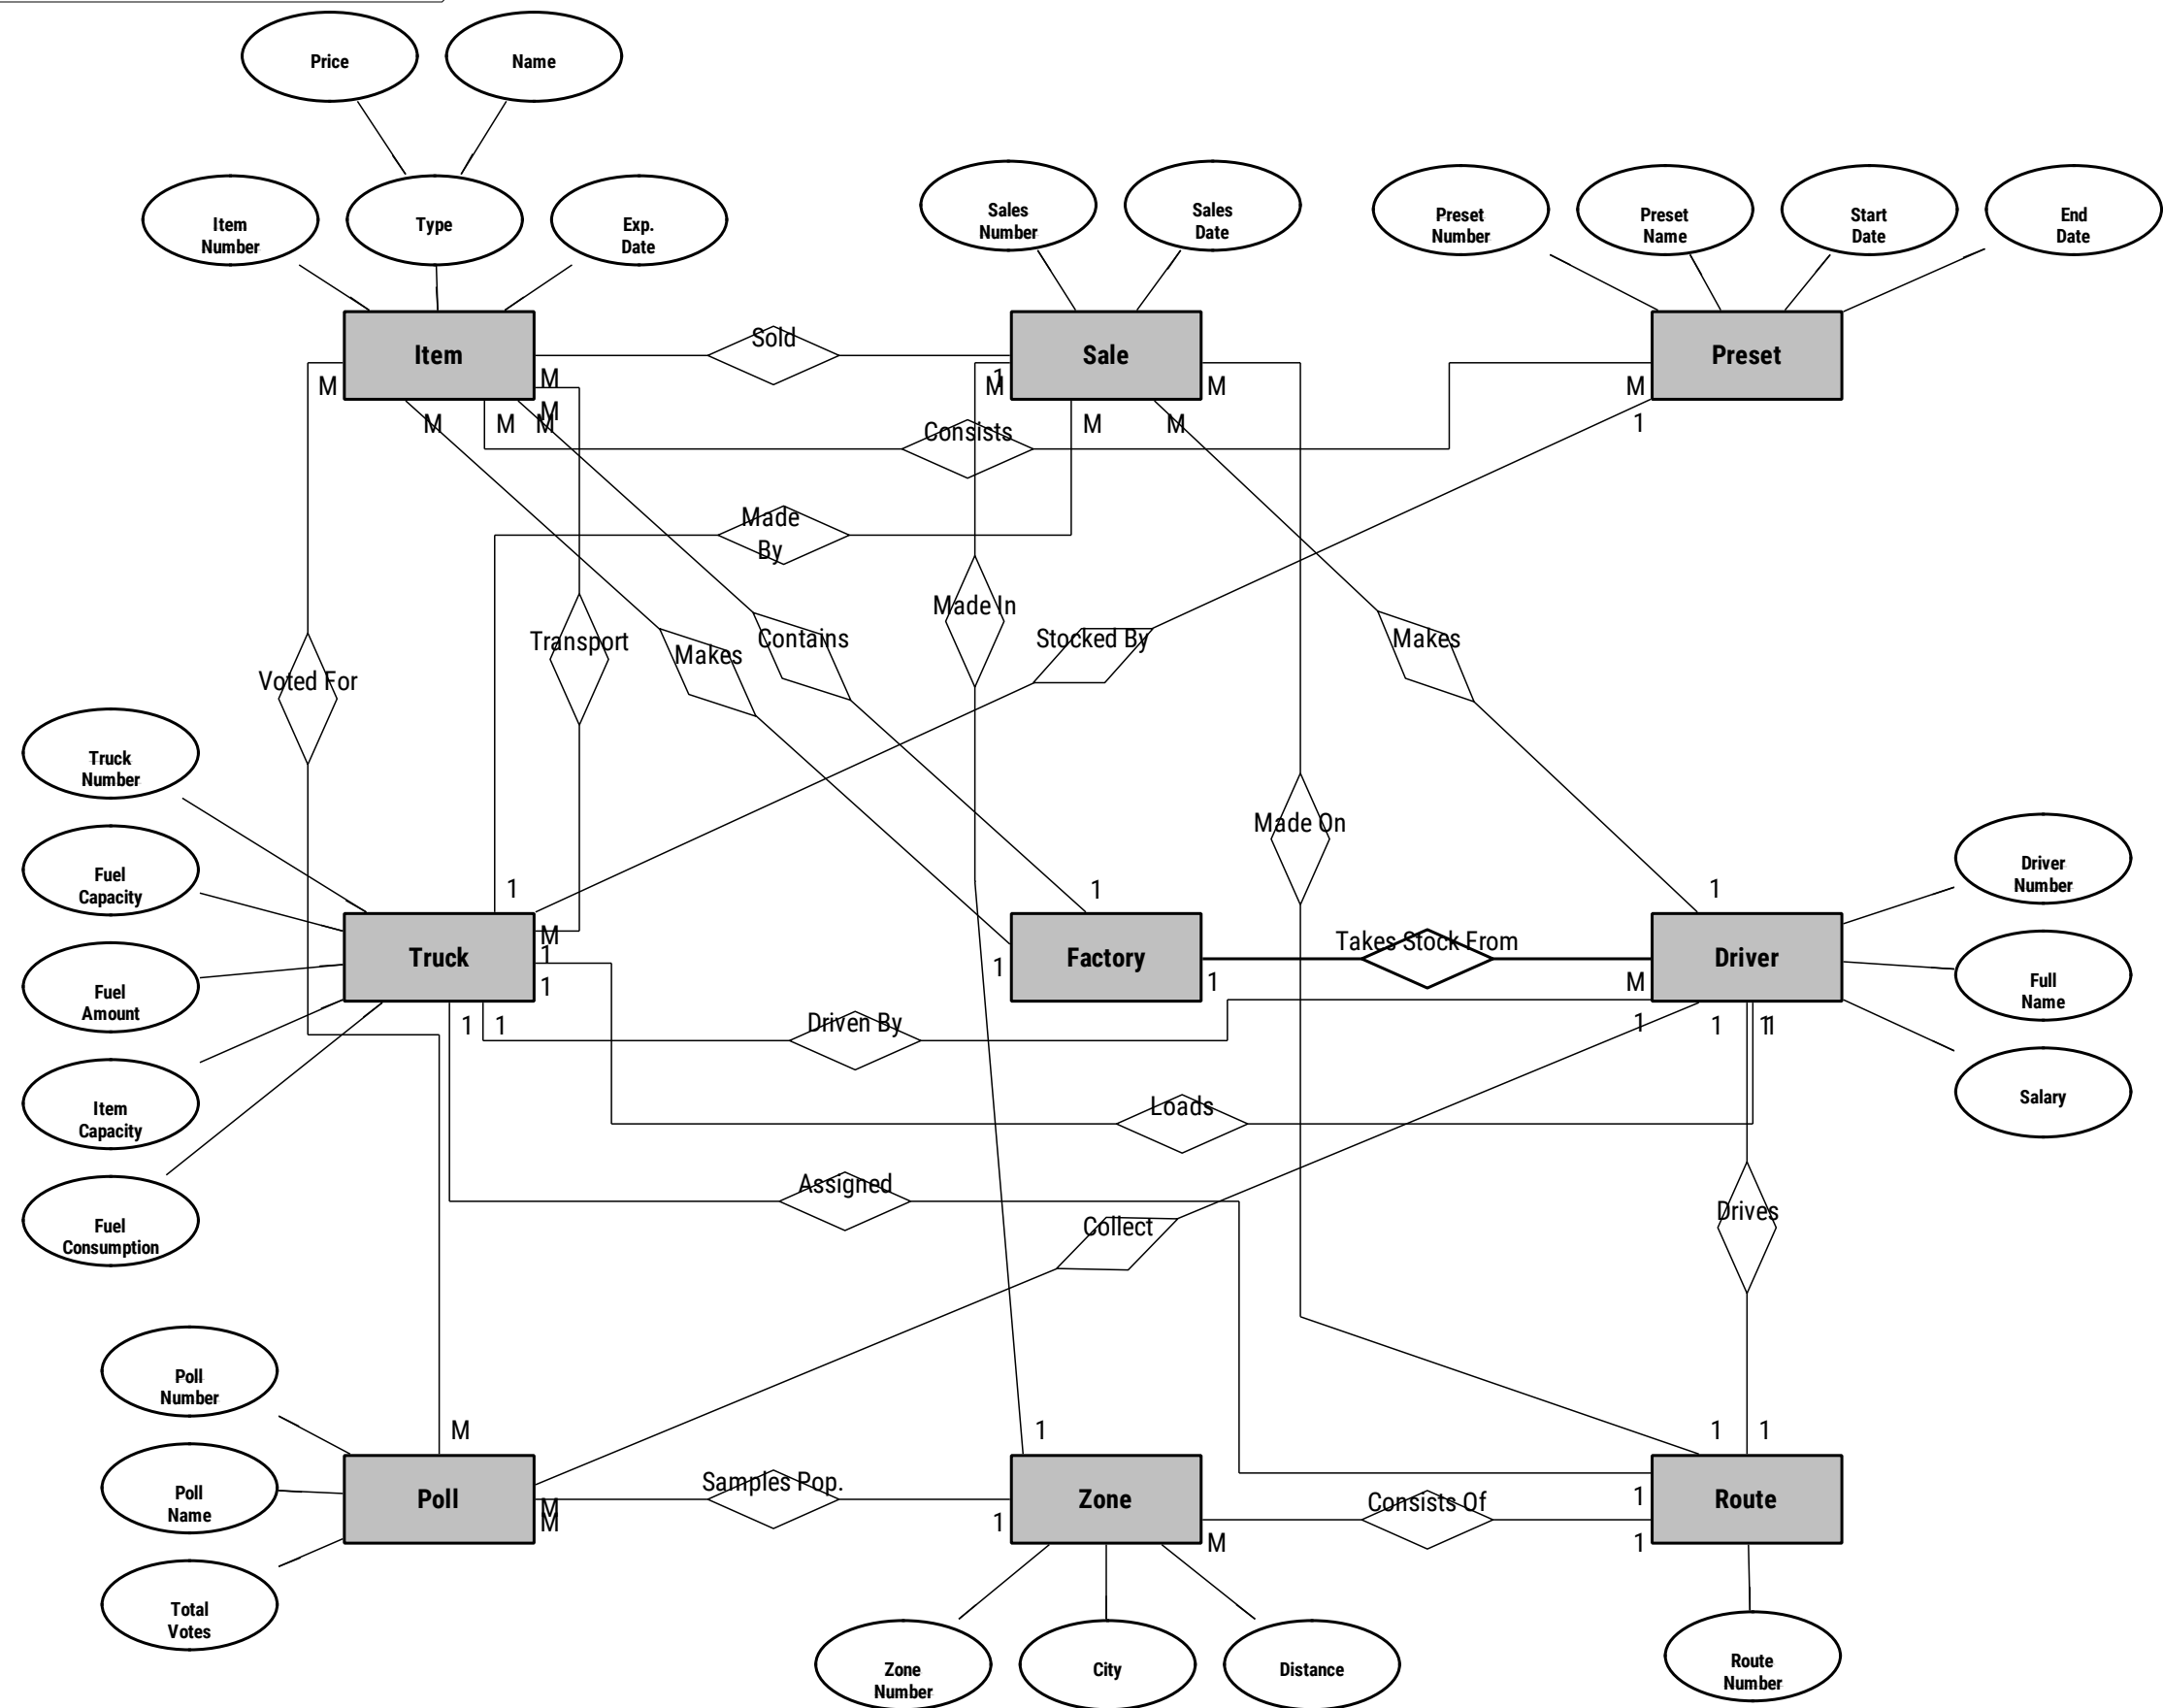 Price
Name
Item
Number
Type
Exp.
Date
Sales
Number
Sales
Date
Preset
Number
Preset
Name
Start
Date
End
Date
Item
Sold
Sale
Preset
M
M
M
M
M
M
1
M
M
M
M
M
1
Consists
Made
By
Made In
Transport
Makes
Contains
Stocked By
Makes
Voted For
Truck
Number
Fuel
Capacity
Fuel
Amount
Item
Capacity
Fuel
Consumption
Made On
Driver
Number
Full
Name
Salary
1
1
1
Truck
M
1
1
1
1
Factory
1
1
Takes Stock From
M
Driver
1
1
1
1
Driven By
Loads
Assigned
Collect
Drives
Poll
Number
Poll
Name
Total
Votes
M
1
1
1
Poll
M
M
Samples Pop.
1
Zone
M
Consists Of
1
1
Route
Zone
Number
City
Distance
Route
Number